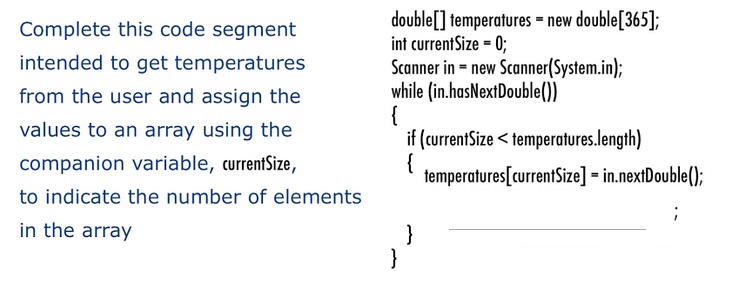 Complete this code segment
intended to get temperatures
from the user and assign the
values to an array using the
companion variable, currentSize,
to indicate the number of elements
in the array
double[] temperatures = new double[365];
int currentSize = 0;
Scanner in = new Scanner(System.in);
while (in.hasNextDouble())
{
if (currentSize < temperatures.length)
{
temperatures[currentSize] = in.nextDouble();
;
}
}